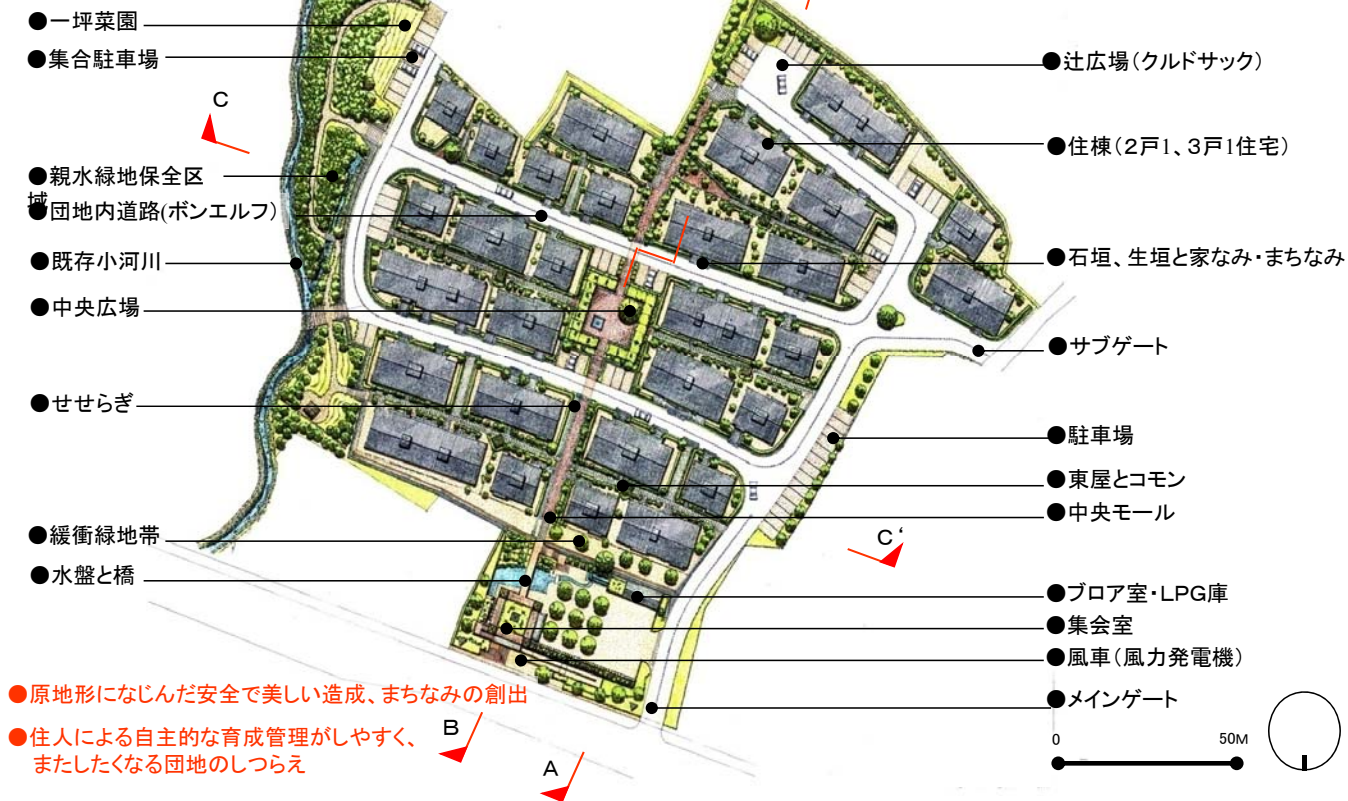 ●一坪菜園
●集合駐車場
C
●親水緑地保全区
域
●団地内道路(ボンエルフ)
●既存小河川
●中央広場
●せせらぎ
●緩衝緑地帯
●水盤と橋
●辻広場(クルドサック)
●住棟(2戸1、3戸1住宅)
●石垣、生垣と家なみ・まちなみ
●サブゲート
●駐車場
●東屋とコモン
●中央モール
C‘
●ブロア室・LPG庫
●集会室
●風車(風力発電機)
●メインゲート
●原地形になじんだ安全で美しい造成、まちなみの創出
●住人による自主的な育成管理がしやすく、
またしたくなる団地のしつらえ
B
A
0 50M